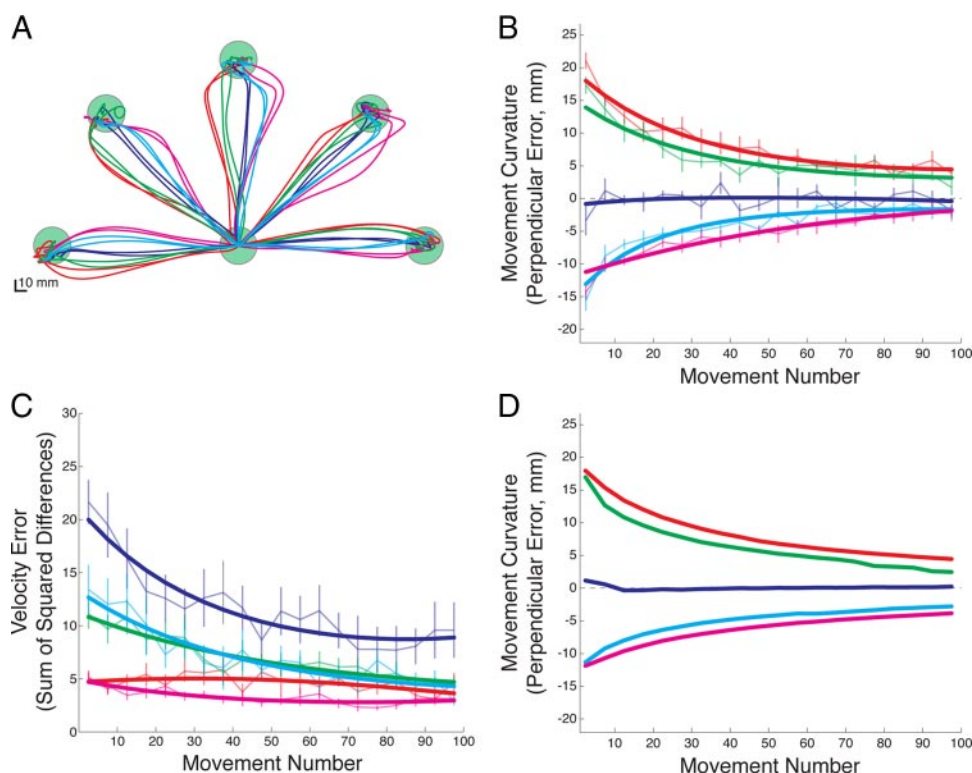 A
10 mm
B
Movement Curvature
(Perpendicular Error, mm)
25
20
15
10
5
0
-5
-10
-15
-20
10 20 30 40 50 60 70 80 90 100
Movement Number
C
Velocity Error
(Sum of Squared Differences)
30
25
20
15
10
5
0
10 20 30 40 50 60 70 80 90 100
Movement Number
D
Movement Curvature
(Perpendicular Error, mm)
25
20
15
10
5
0
-5
-10
-15
-20
10 20 30 40 50 60 70 80 90 100
Movement Number